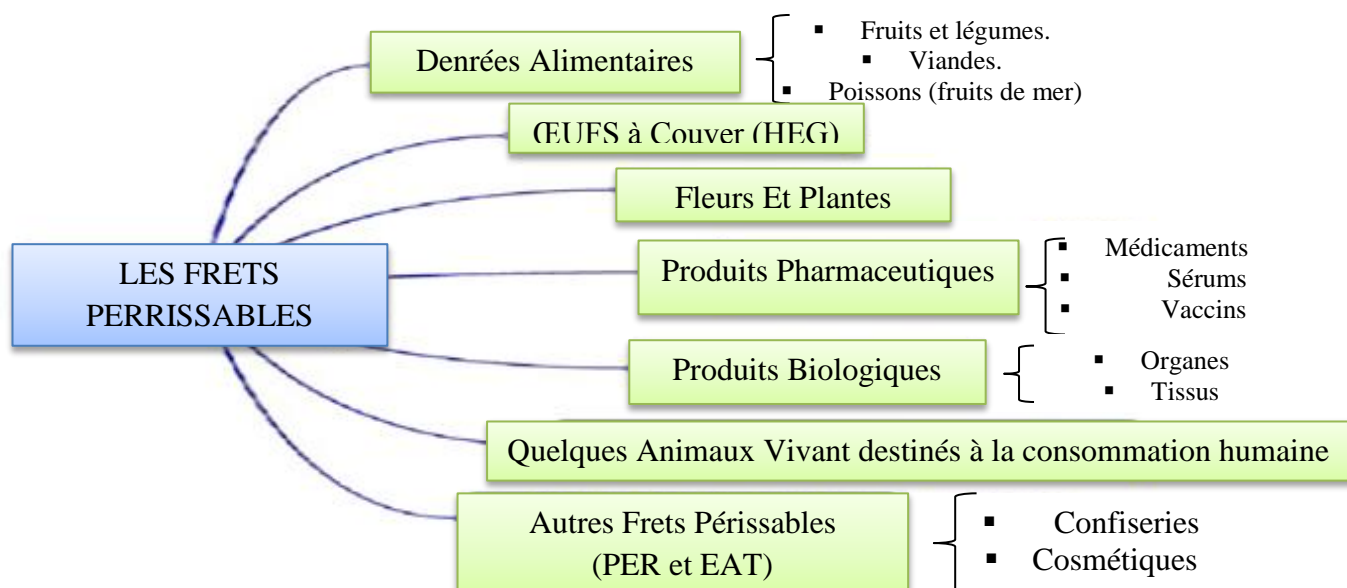 Denrées Alimentaires
▪ Fruits et légumes.
▪ Viandes.
▪ Poissons (fruits de mer)
ŒUFS à Couver (HEG)
Fleurs Et Plantes
LES FRETS
PERRISSABLES
Produits Pharmaceutiques
▪ Médicaments
▪ Sérums
▪ Vaccins
Produits Biologiques
▪ Organes
▪ Tissus
Quelques Animaux Vivant destinés à la consommation humaine
Autres Frets Périssables
(PER et EAT)
▪ Confiseries
▪ Cosmétiques